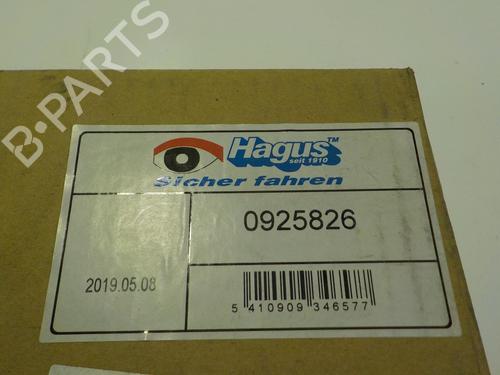 B-PARTS
Hagus™
seit 1910
Sicher fahren
0925826
2019.05.08
5 410909 346577